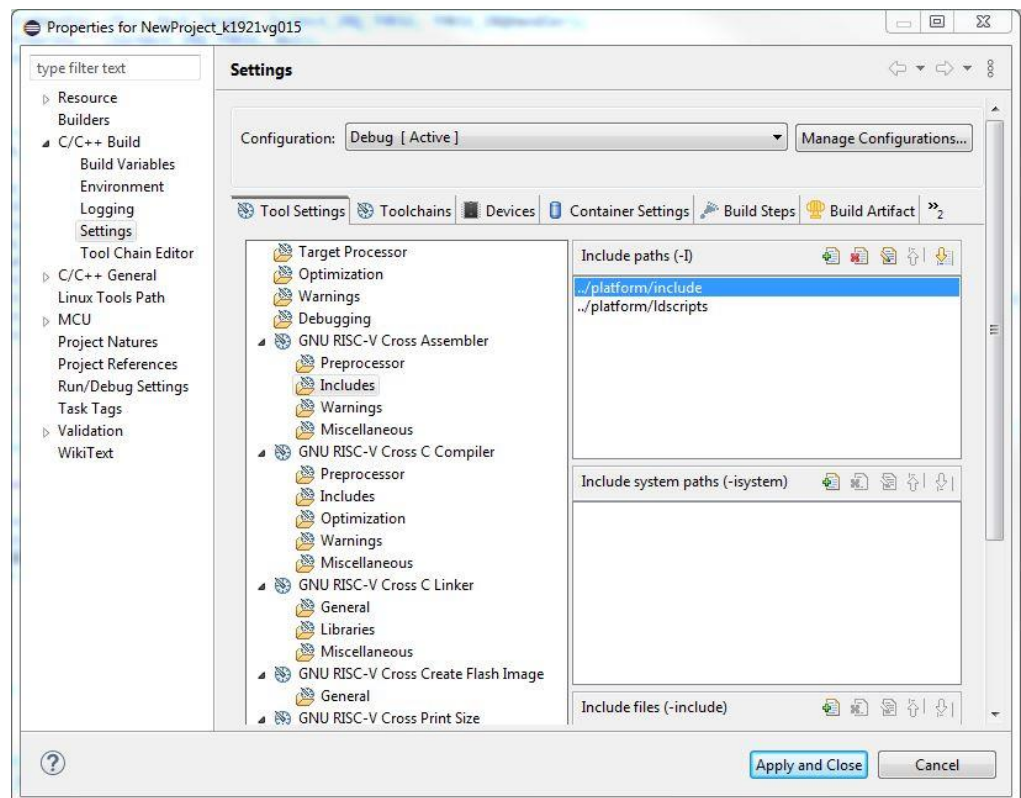 Properties for NewProject_k1921vg015
type filter text
Resource
Builders
C/C++ Build
Build Variables
Environment
Logging
Settings
Tool Chain Editor
C/C++ General
Linux Tools Path
MCU
Project Natures
Project References
Run/Debug Settings
Task Tags
Validation
WikiText
Settings
Configuration: Debug [ Active ] Manage Configurations...
Tool Settings Toolchains Devices Container Settings Build Steps Build Artifact »2
Target Processor
Optimization
Warnings
Debugging
GNU RISC-V Cross Assembler
Preprocessor
Includes
Warnings
Miscellaneous
GNU RISC-V Cross C Compiler
Preprocessor
Includes
Optimization
Warnings
Miscellaneous
GNU RISC-V Cross C Linker
General
Libraries
Miscellaneous
GNU RISC-V Cross Create Flash Image
General
GNU RISC-V Cross Print Size
Include paths (-I)
../platform/include
../platform/ldscripts
Include system paths (-isystem)
Include files (-include)
? Apply and Close Cancel